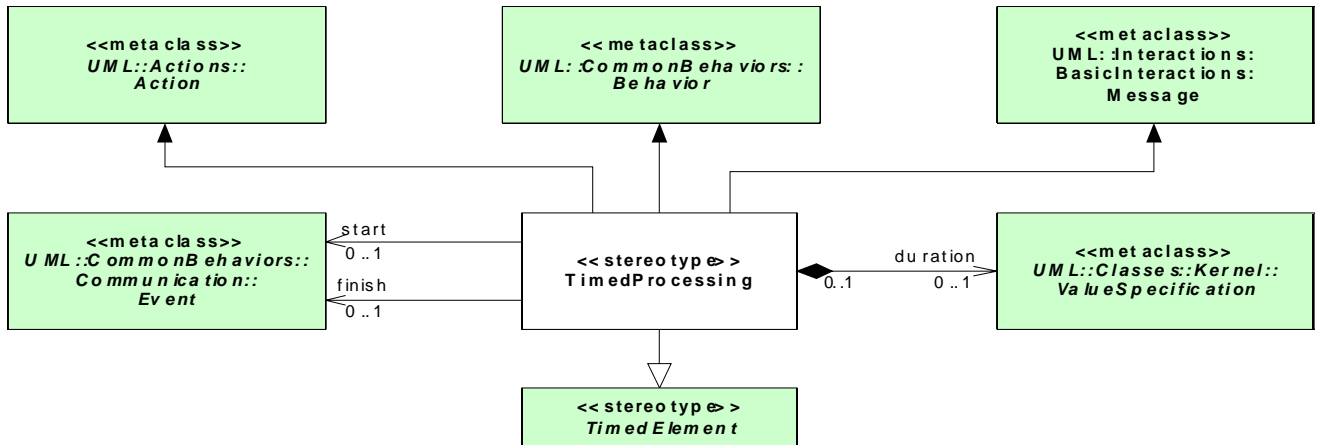 <<metaclass>>
UML::Actions::
Action
<<metaclass>>
UML::CommonBehaviors::
Behavior
<<metaclass>>
UML::Interactions:
BasicInteractions:
Message
<<metaclass>>
UML::CommonBehaviors::
Communication::
Event
start
0..1
finish
0..1
<<stereotype>>
TimedProcessing
duration
0..1
0..1
<<metaclass>>
UML::Classes::Kernel::
ValueSpecification
<<stereotype>>
TimedElement